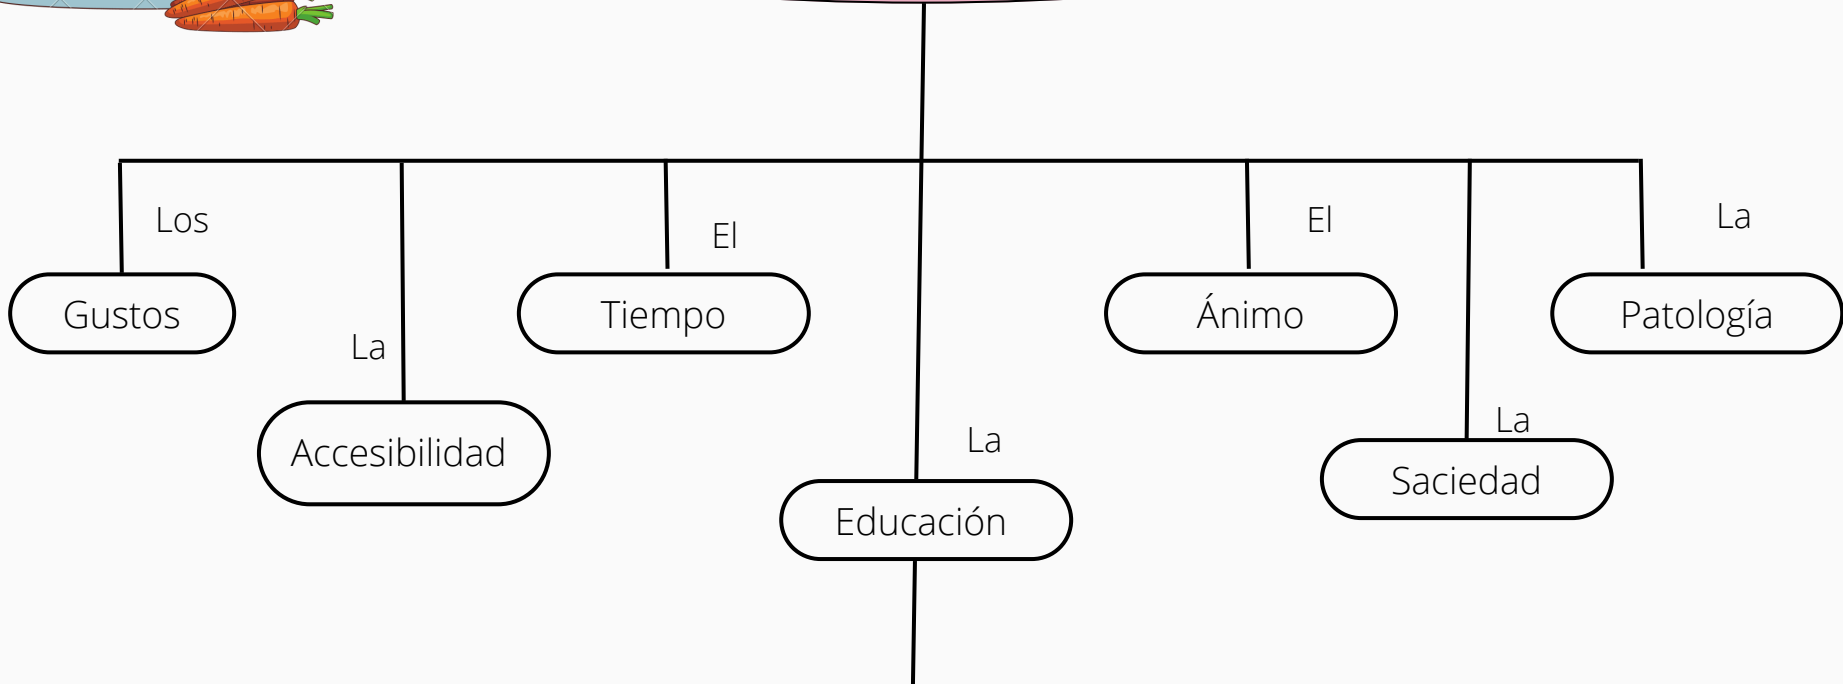 Los
Gustos
La
Accesibilidad
El
Tiempo
La
Educación
El
Ánimo
La
Saciedad
La
Patología